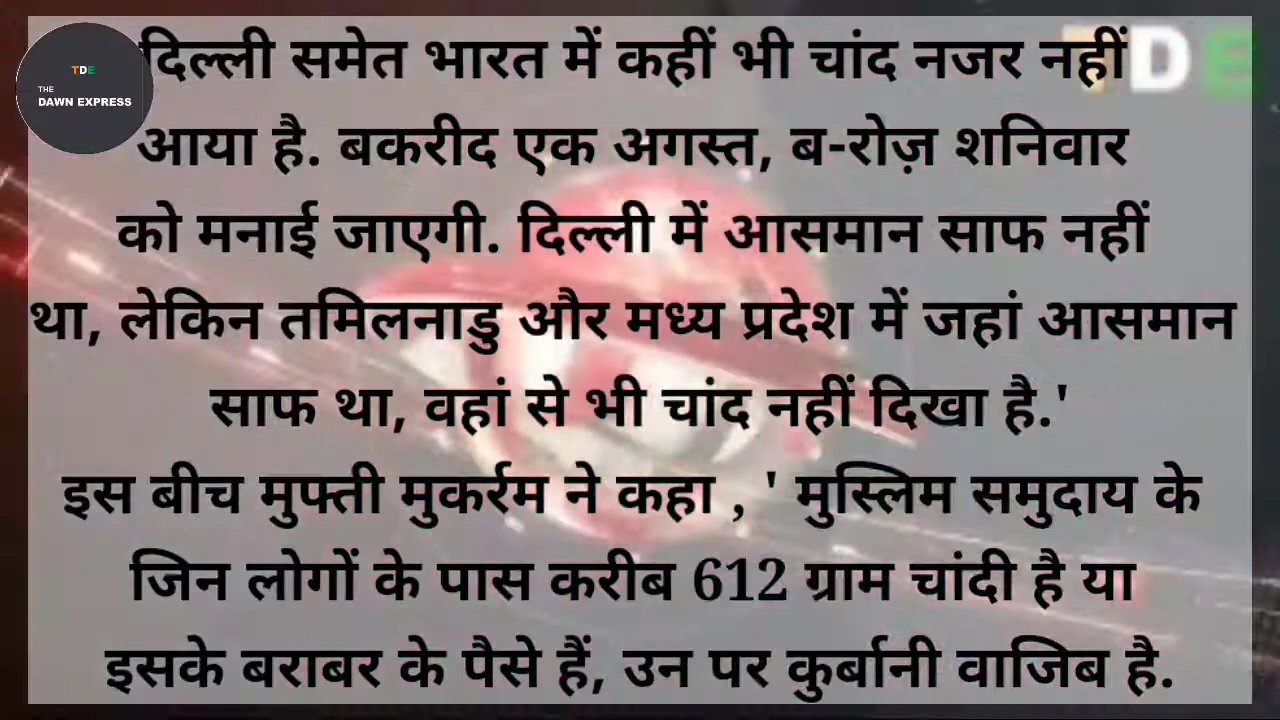 TDE
THE
DAWN EXPRESS
TDE
दिल्ली समेत भारत में कहीं भी चांद नजर नहीं
आया है. बकरीद एक अगस्त, ब-रोज़ शनिवार
को मनाई जाएगी. दिल्ली में आसमान साफ नहीं
था, लेकिन तमिलनाडु और मध्य प्रदेश में जहां आसमान
साफ था, वहां से भी चांद नहीं दिखा है.'
इस बीच मुफ्ती मुकर्रम ने कहा , ' मुस्लिम समुदाय के
जिन लोगों के पास करीब 612 ग्राम चांदी है या
इसके बराबर के पैसे हैं, उन पर कुर्बानी वाजिब है.